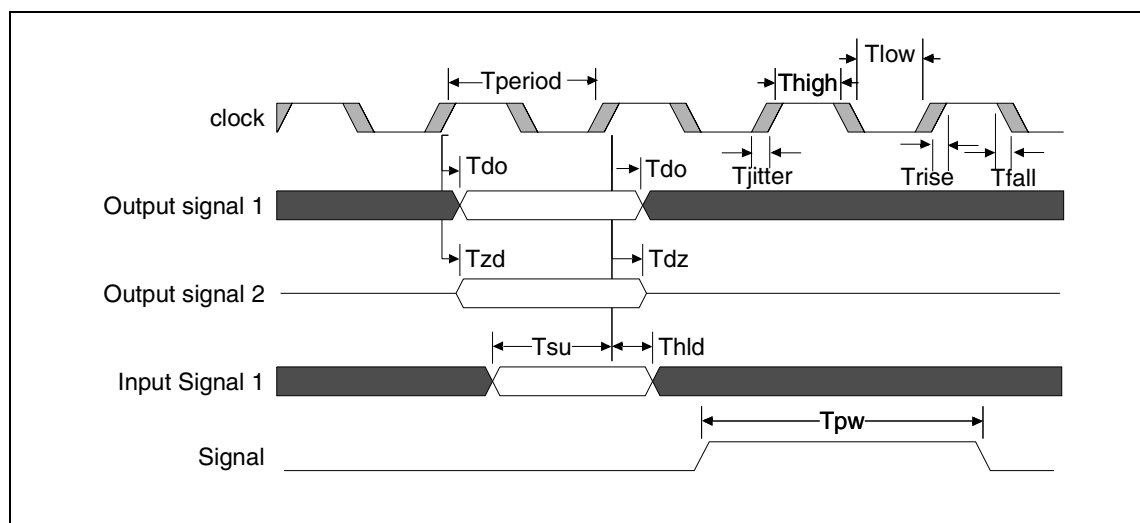 Tlow
Tperiod
Thigh
clock
Tdo
Tdo
Tjitter
Trise
Tfall
Output signal 1
Tzd
Tdz
Output signal 2
Tsu
Thld
Input Signal 1
Tpw
Signal